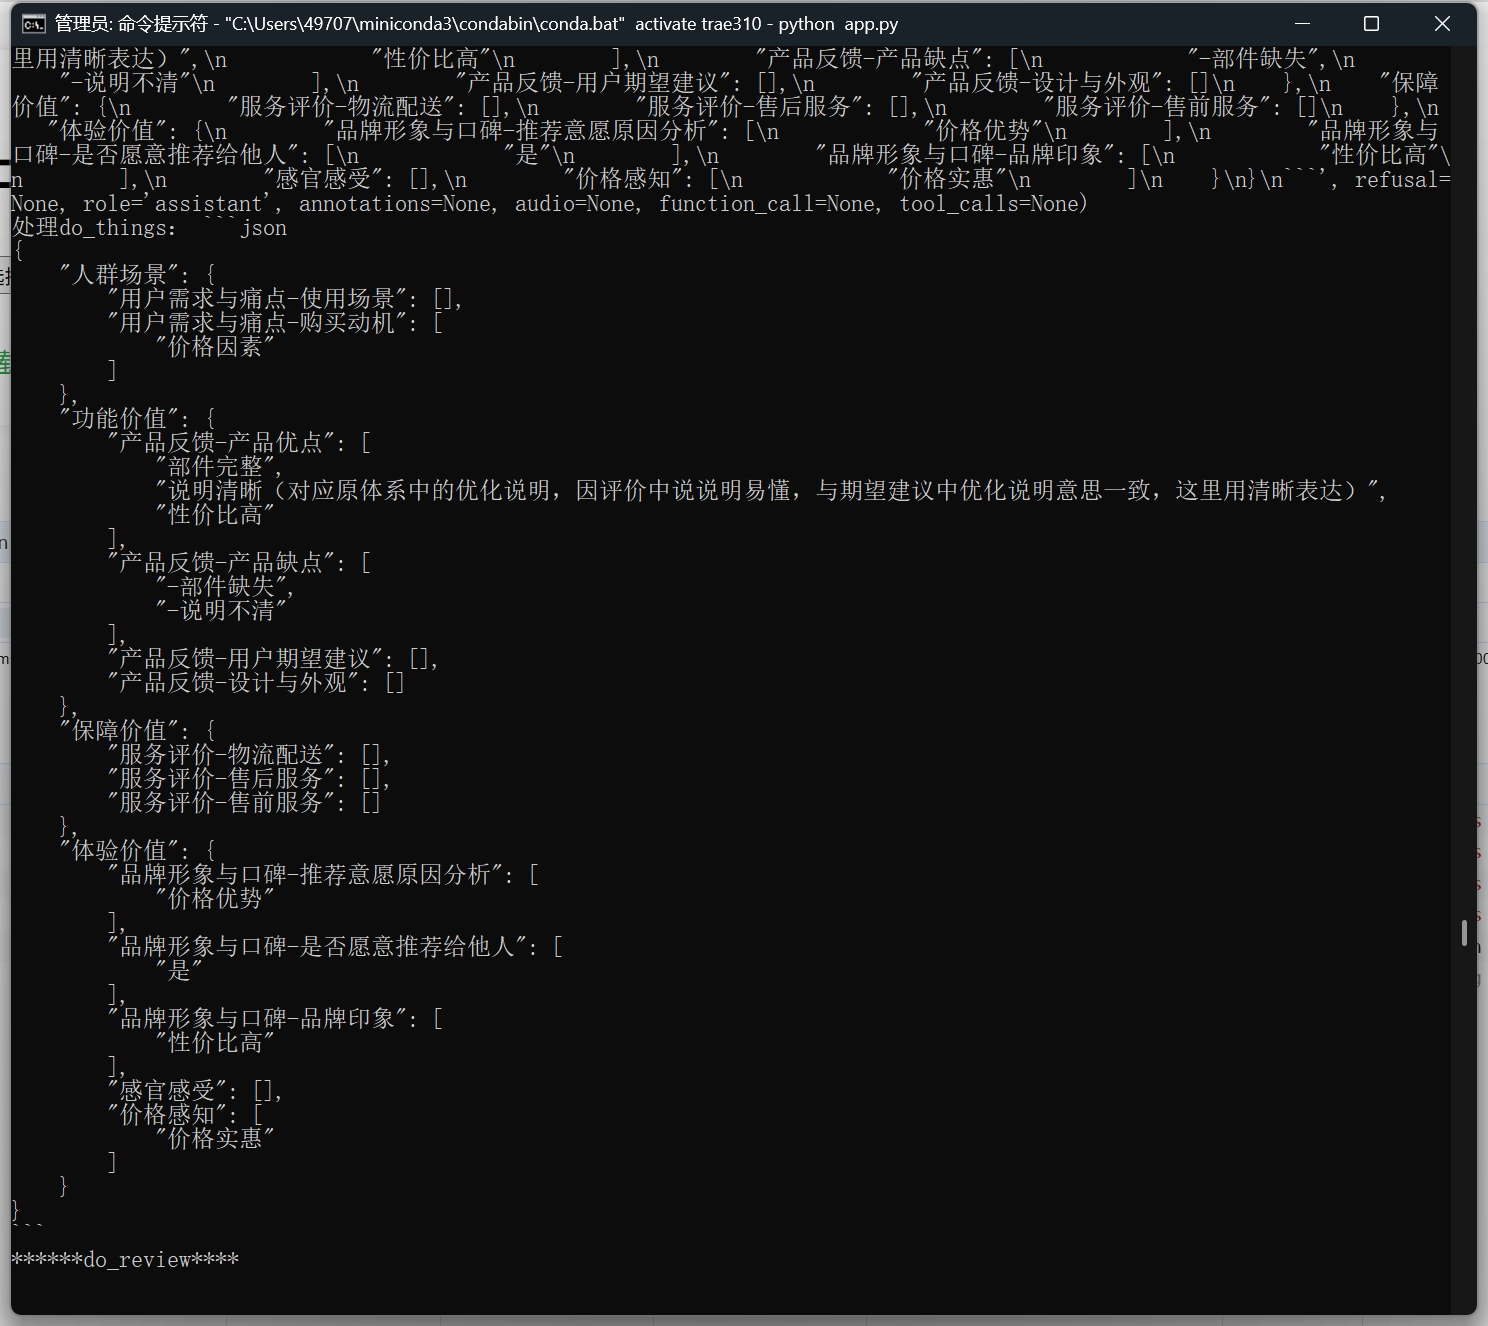 管理员: 命令提示符 - "C:\Users\49707\miniconda3\condabin\conda.bat"  activate trae310 - python  app.py
里用清晰表达）",\n            "性价比高"\n        ],\n        "产品反馈-产品缺点": [\n            "-部件缺失",\n
    "-说明不清"\n        ],\n        "产品反馈-用户期望建议": [],\n        "产品反馈-设计与外观": []\n    },\n    "保障
价值": {\n        "服务评价-物流配送": [],\n        "服务评价-售后服务": [],\n        "服务评价-售前服务": []\n    },\n
   "体验价值": {\n        "品牌形象与口碑-推荐意愿原因分析": [\n            "价格优势"\n        ],\n        "品牌形象与
口碑-是否愿意推荐给他人": [\n            "是"\n        ],\n        "品牌形象与口碑-品牌印象": [\n            "性价比高"\
n        ],\n        "感官感受": [],\n        "价格感知": [\n            "价格实惠"\n        ]\n    }\n}\n```', refusal=
None, role='assistant', annotations=None, audio=None, function_call=None, tool_calls=None)
处理do_things:  ```json
{
    "人群场景": {
        "用户需求与痛点-使用场景": [],
        "用户需求与痛点-购买动机": [
            "价格因素"
        ]
    },
    "功能价值": {
        "产品反馈-产品优点": [
            "部件完整",
            "说明清晰（对应原体系中的优化说明，因评价中说说明易懂，与期望建议中优化说明意思一致，这里用清晰表达）",
            "性价比高"
        ],
        "产品反馈-产品缺点": [
            "-部件缺失",
            "-说明不清"
        ],
        "产品反馈-用户期望建议": [],
        "产品反馈-设计与外观": []
    },
    "保障价值": {
        "服务评价-物流配送": [],
        "服务评价-售后服务": [],
        "服务评价-售前服务": []
    },
    "体验价值": {
        "品牌形象与口碑-推荐意愿原因分析": [
            "价格优势"
        ],
        "品牌形象与口碑-是否愿意推荐给他人": [
            "是"
        ],
        "品牌形象与口碑-品牌印象": [
            "性价比高"
        ],
        "感官感受": [],
        "价格感知": [
            "价格实惠"
        ]
    }
}
```
******do_review****